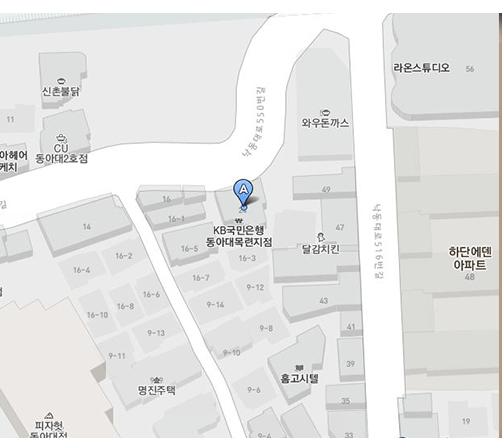 라온스튜디오
56
신촌불닭
11
와우돈까스
CU
동아대2호점
아헤어
케치
낙동대로550번길
A
49
16
16-1
길
낙동대로516번길
14
KB국민은행
동아대목련지점
47
달감치킨
16-5
하단에덴
아파트
48
16-2
16-4
16-3
16-6
9-12
43
16-7
9-14
16-8
9-13
9-8
41
9-11
9-10
39
홈고시텔
명진주택
9-6
35
피자헛
동아대점
9-4
33
19